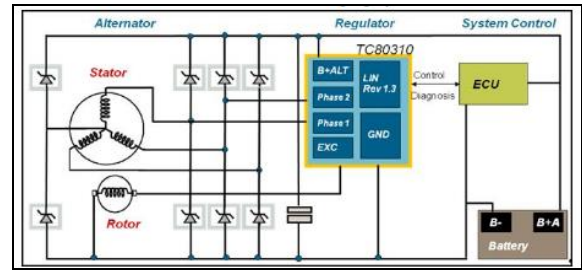 Alternator Regulator System Control
TC80310
Stator
B+ALT
LIN
Rev 1.3
Control
ECU
Phase 2
Diagnosis
Phase 1
GND
EXC
Rotor
B- B+A
Battery